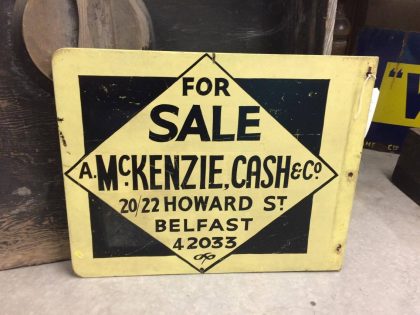 FOR
SALE
A. McKENZIE, CASH & Co.
20/22 HOWARD ST.
BELFAST
42033